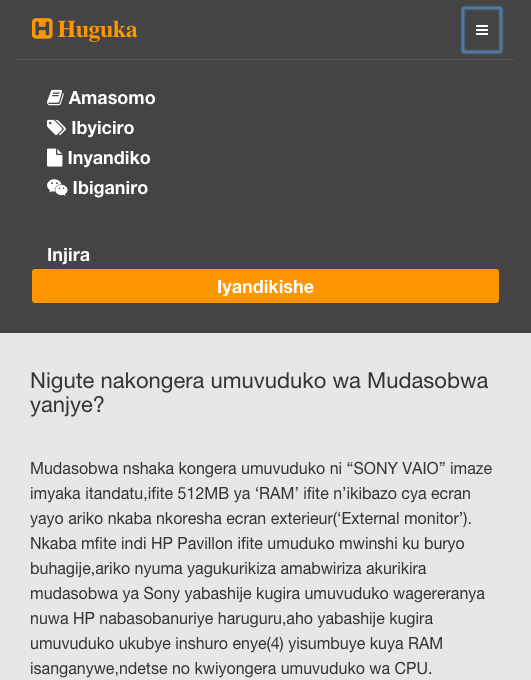 Huguka
Amasomo
Ibyiciro
Inyandiko
Ibiganiro
Injira
Iyandikishe
Nigute nakongera umuvuduko wa Mudasobwa
yanjye?
Mudasobwa nshaka kongera umuvuduko ni “SONY VAIO” imaze
imyaka itandatu,ifite 512MB ya ‘RAM’ ifite n’ikibazo cya ecran
yayo ariko nkaba nkoresha ecran exterieur(‘External monitor’).
Nkaba mfite indi HP Pavillon ifite umuduko mwinshi ku buryo
buhagije,ariko nyuma yagukurikiza amabwiriza akurikira
mudasobwa ya Sony yabashije kugira umuvuduko wagereranya
nuwa HP nabasobanuriye haruguru,aho yabashije kugira
umuvuduko ukubye inshuro enye(4) yisumbuye kuya RAM
isanganywe,ndetse no kwiyongera umuvuduko wa CPU.